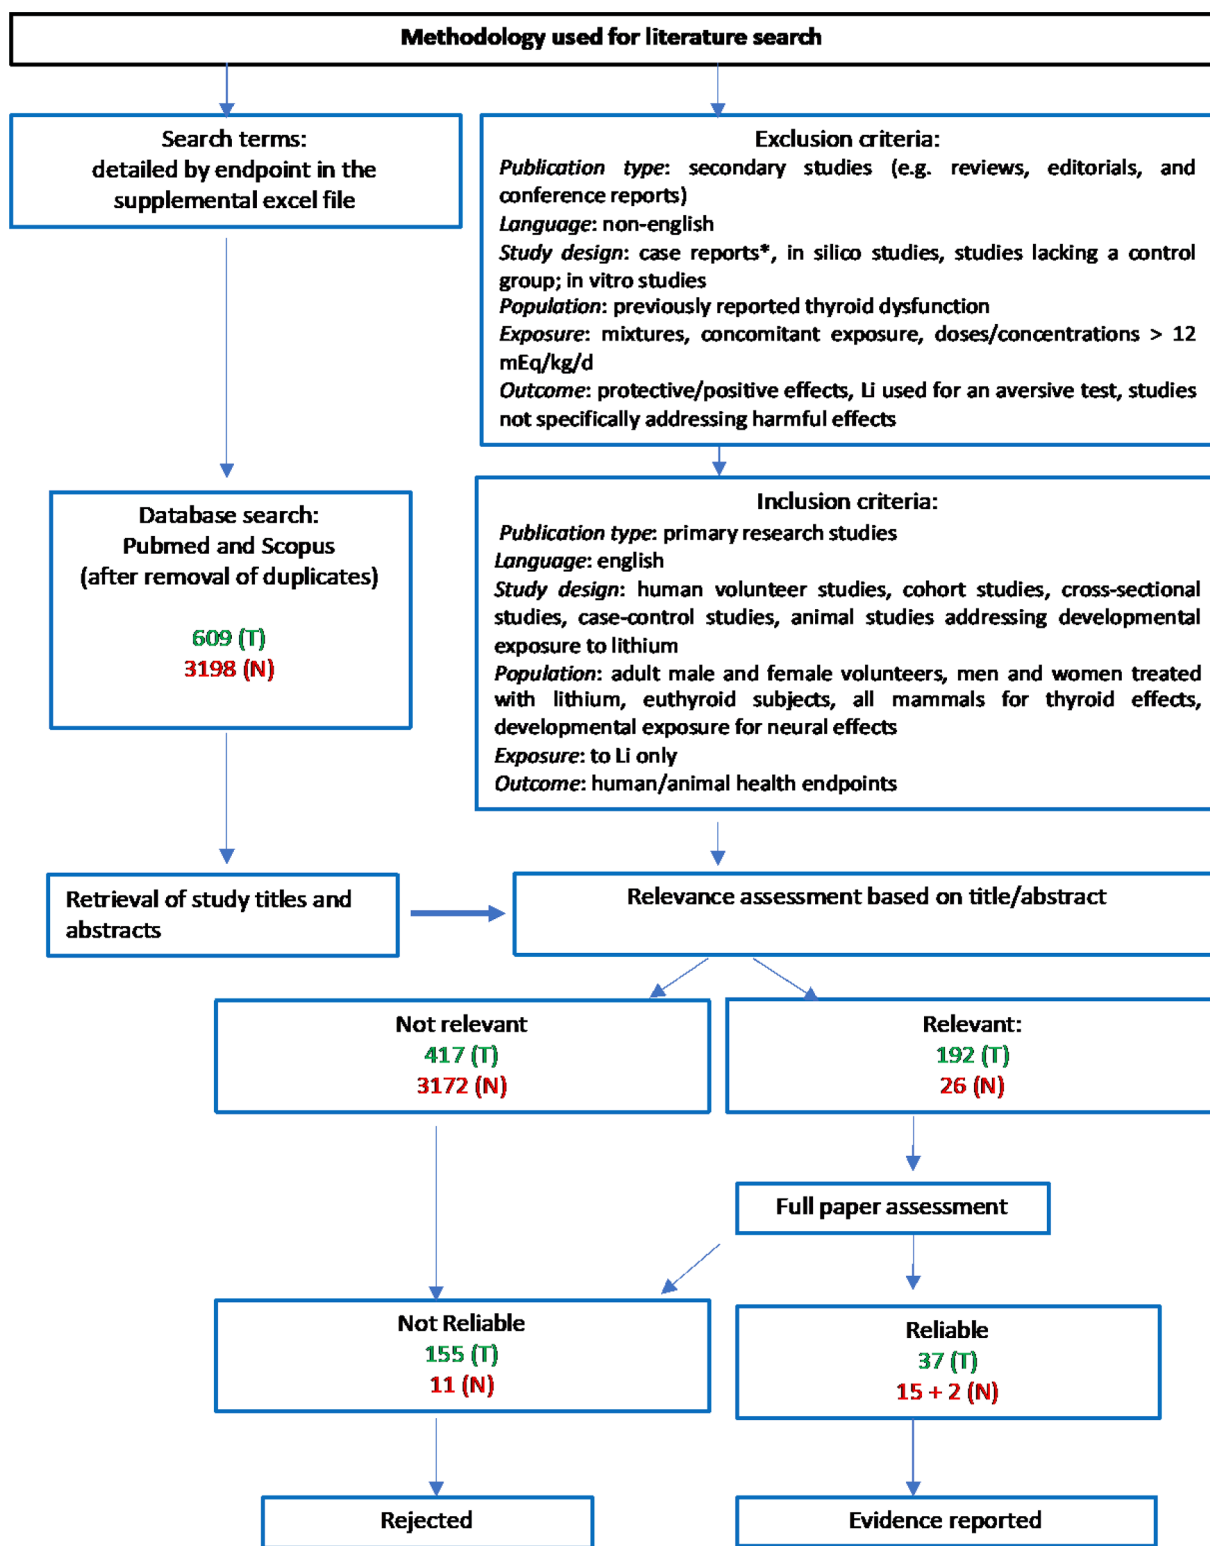 Methodology used for literature search
Search terms:
detailed by endpoint in the
supplemental excel file
Exclusion criteria:
Publication type: secondary studies (e.g. reviews, editorials, and
conference reports)
Language: non-english
Study design: case reports*, in silico studies, studies lacking a control
group; in vitro studies
Population: previously reported thyroid dysfunction
Exposure: mixtures, concomitant exposure, doses/concentrations > 12
mEq/kg/d
Outcome: protective/positive effects, Li used for an aversive test, studies
not specifically addressing harmful effects
Database search:
Pubmed and Scopus
(after removal of duplicates)
609 (T)
3198 (N)
Inclusion criteria:
Publication type: primary research studies
Language: english
Study design: human volunteer studies, cohort studies, cross-sectional
studies, case-control studies, animal studies addressing developmental
exposure to lithium
Population: adult male and female volunteers, men and women treated
with lithium, euthyroid subjects, all mammals for thyroid effects,
developmental exposure for neural effects
Exposure: to Li only
Outcome: human/animal health endpoints
Retrieval of study titles and
abstracts
Relevance assessment based on title/abstract
Not relevant
417 (T)
3172 (N)
Relevant:
192 (T)
26 (N)
Full paper assessment
Not Reliable
155 (T)
11 (N)
Reliable
37 (T)
15 + 2 (N)
Rejected
Evidence reported